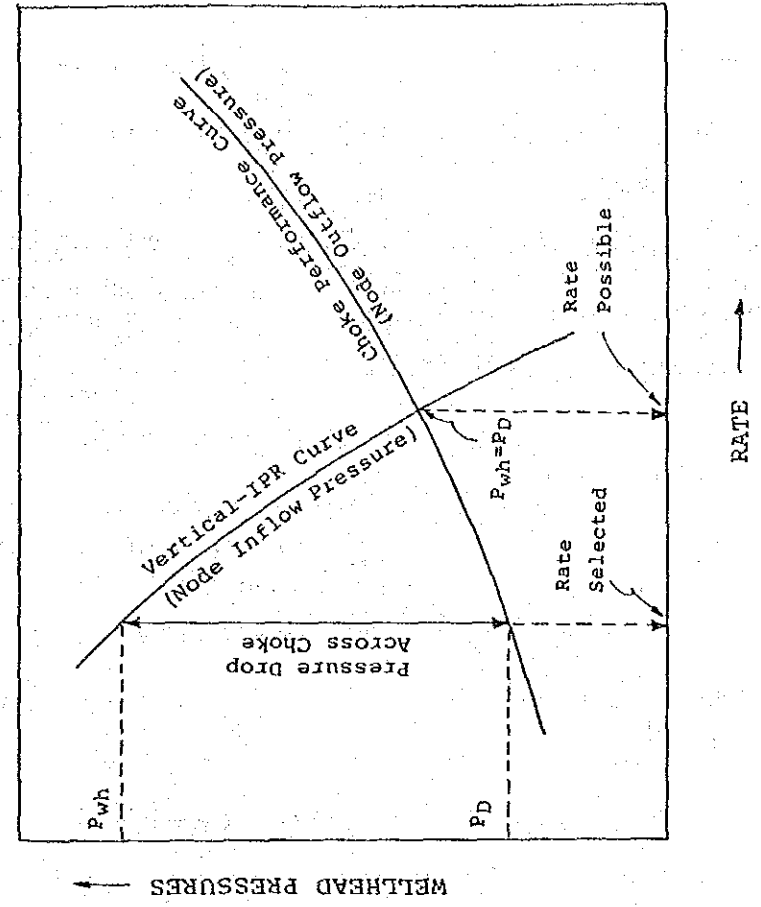 WELLHEAD PRESSURES
Pwh
PD
Pressure Drop
Across Choke
Vertical-IPR Curve
(Node Inflow Pressure)
Choke Performance Curve
(Node Outflow Pressure)
Pwh=PD
Rate
Selected
Rate
Possible
RATE